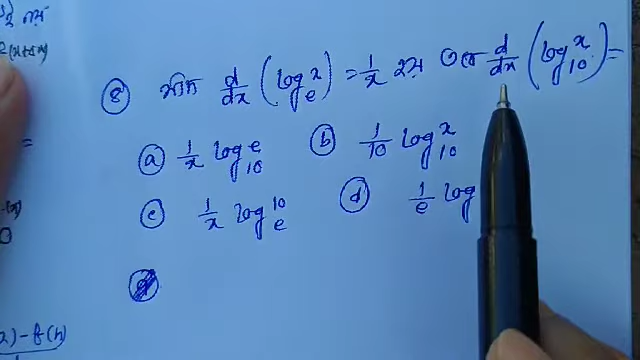 8 যদি d/dx (log_e^x) = 1/x হয় তবে d/dx (log_10^x) =
a 1/x log_10^e b 1/10 log_10^x
c 1/x log_e^10 d 1/e log